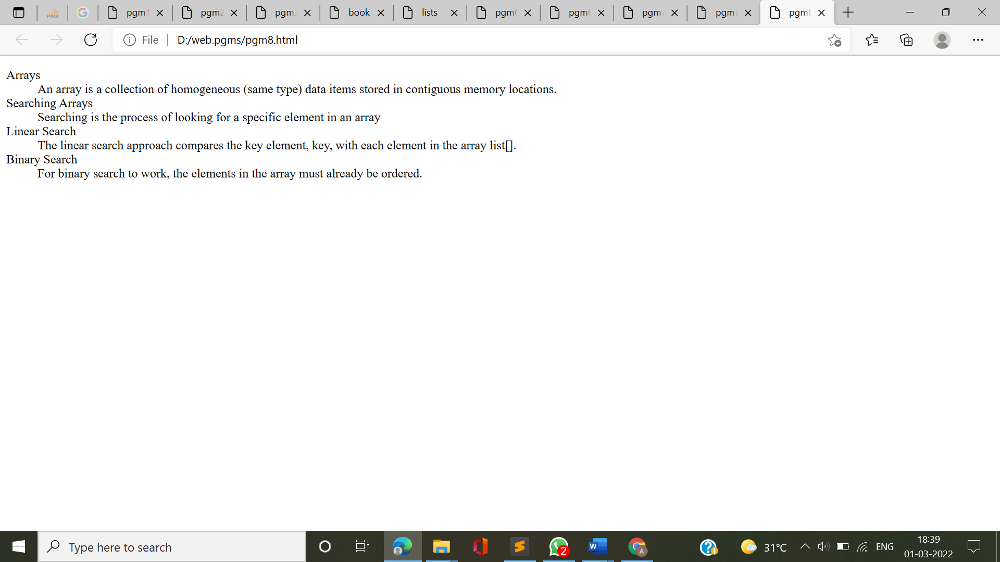 PMA
pgm1
pgm2
pgm3
book
lists
pgm6
pgm6
pgm7
pgm7
pgm8
File
D:/web.pgms/pgm8.html
Arrays
An array is a collection of homogeneous (same type) data items stored in contiguous memory locations.
Searching Arrays
Searching is the process of looking for a specific element in an array
Linear Search
The linear search approach compares the key element, key, with each element in the array list[].
Binary Search
For binary search to work, the elements in the array must already be ordered.
Type here to search
2
W
A
31°C
ENG
18:39
01-03-2022